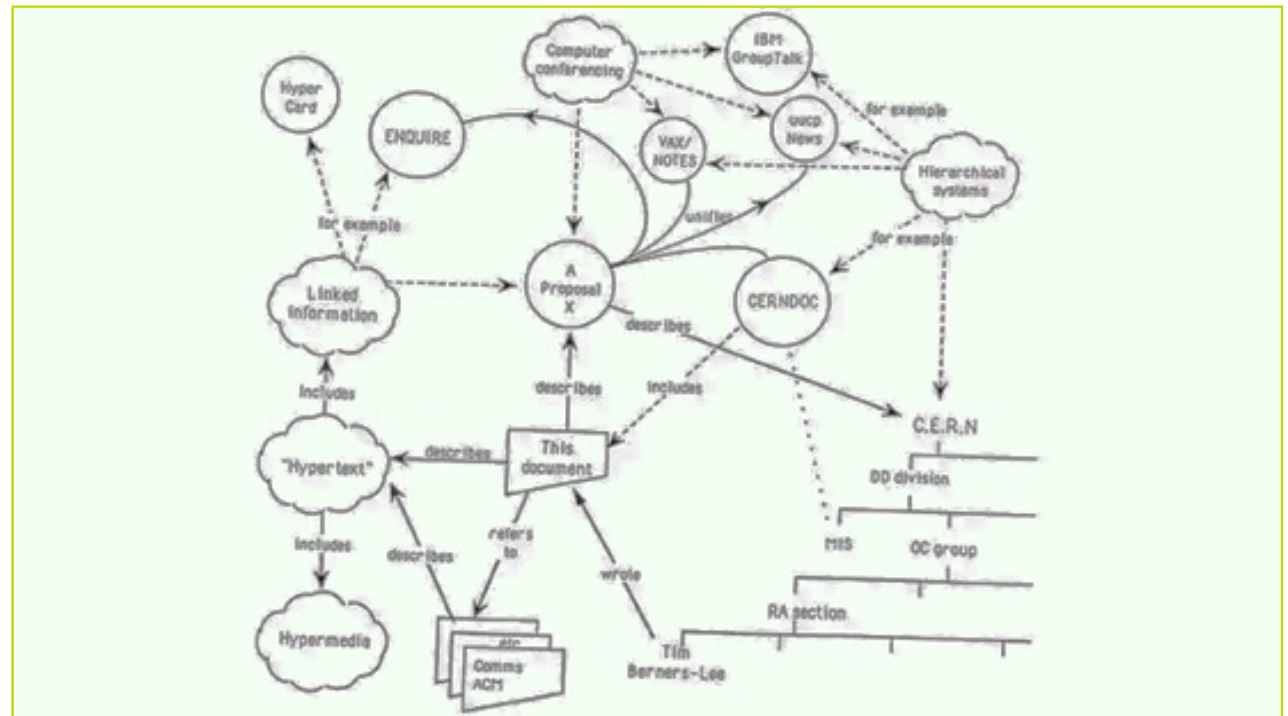 Computer
conferencing
IBM
GroupTalk
Hyper
Card
ENQUIRE
VAX/
NOTES
uucp
News
for example
Hierarchical
systems
for example
unifies
for example
Linked
information
A
Proposal
X
CERNDOC
describes
includes
describes
includes
C.E.R.N
"Hypertext"
describes
This
document
DD division
includes
describes
refers
to
wrote
MIS
OC group
RA section
Hypermedia
etc
Comms
ACM
Tim
Berners-Lee